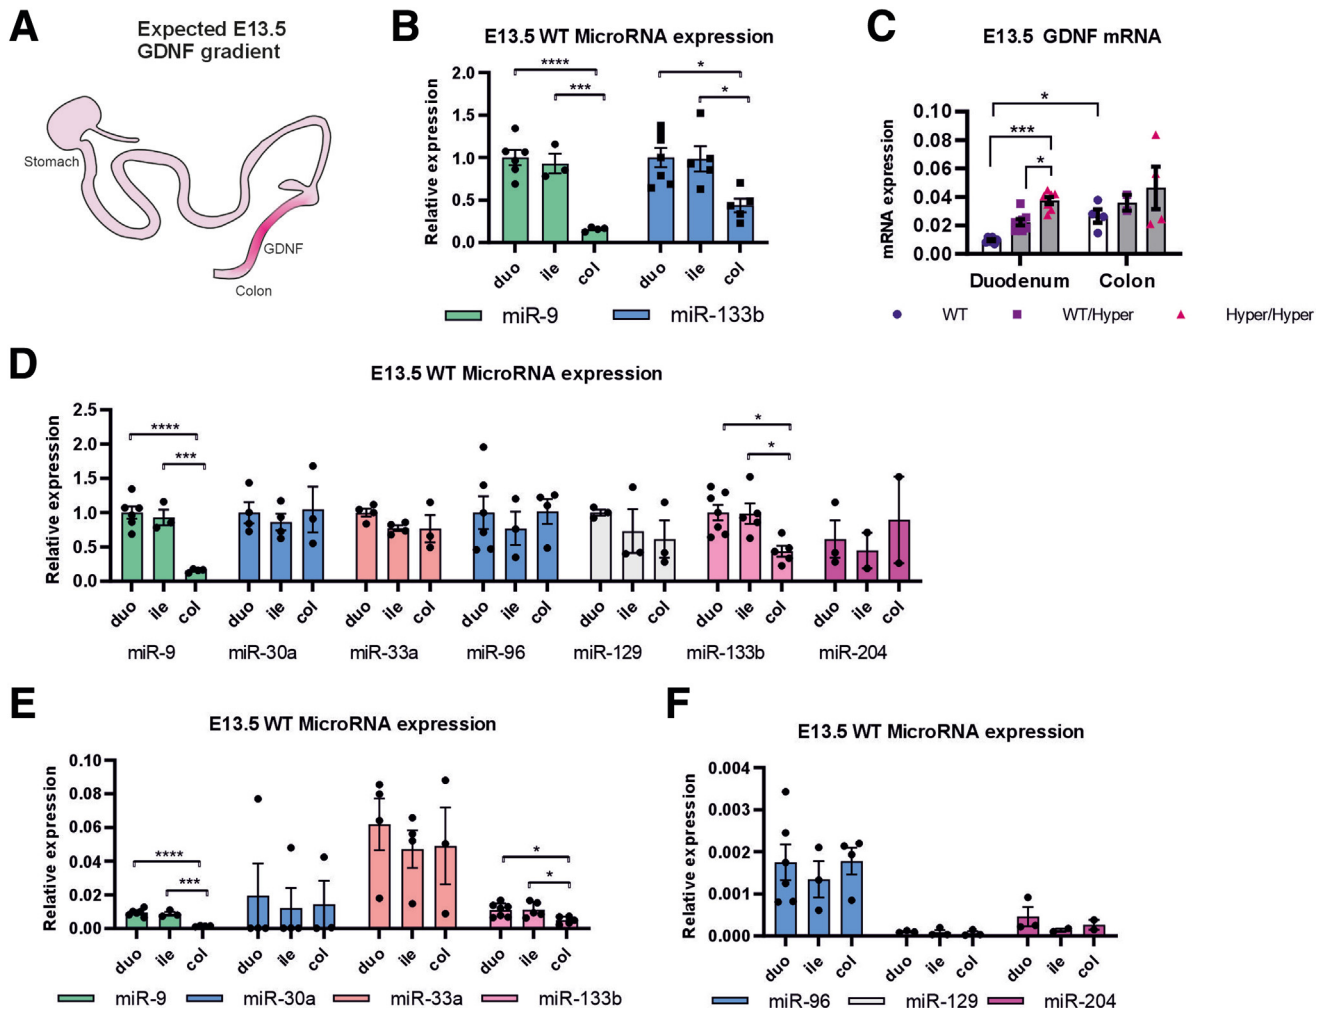 A
Expected E13.5
GDNF gradient
Stomach
GDNF
Colon
B
E13.5 WT MicroRNA expression
Relative expression
2.0
1.5
1.0
0.5
0.0
****
***
*
*
duo
ile
col
duo
ile
col
miR-9
miR-133b
C
E13.5 GDNF mRNA
mRNA expression
0.10
0.08
0.06
0.04
0.02
0.00
*
***
*
Duodenum
Colon
WT
WT/Hyper
Hyper/Hyper
D
E13.5 WT MicroRNA expression
Relative expression
2.5
2.0
1.5
1.0
0.5
0.0
****
***
*
*
duo
ile
col
duo
ile
col
duo
ile
col
duo
ile
col
duo
ile
col
duo
ile
col
duo
ile
col
miR-9
miR-30a
miR-33a
miR-96
miR-129
miR-133b
miR-204
E
E13.5 WT MicroRNA expression
Relative expression
0.10
0.08
0.06
0.04
0.02
0.00
****
***
*
*
duo
ile
col
duo
ile
col
duo
ile
col
duo
ile
col
miR-9
miR-30a
miR-33a
miR-133b
F
E13.5 WT MicroRNA expression
Relative expression
0.004
0.003
0.002
0.001
0.000
duo
ile
col
duo
ile
col
duo
ile
col
miR-96
miR-129
miR-204